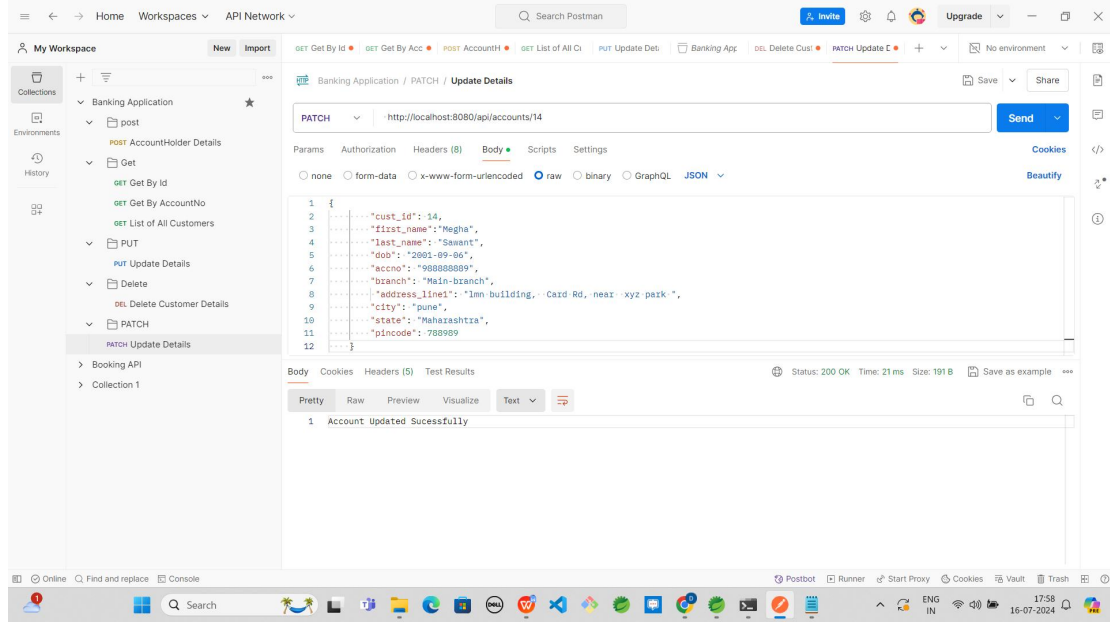 Home Workspaces API Network Search Postman Invite Upgrade
My Workspace New Import GET Get By Id GET Get By Acc POST AccountH GET List of All Cu PUT Update Deta Banking App DEL Delete Cust PATCH Update D No environment
Collections
Environments
History
Banking Application
post
POST AccountHolder Details
Get
GET Get By Id
GET Get By AccountNo
GET List of All Customers
PUT
PUT Update Details
Delete
DEL Delete Customer Details
PATCH
PATCH Update Details
Booking API
Collection 1
HTTP Banking Application / PATCH / Update Details Save Share
PATCH http://localhost:8080/api/accounts/14 Send
Params Authorization Headers (8) Body Scripts Settings Cookies
none form-data x-www-form-urlencoded raw binary GraphQL JSON Beautify
1 {
2 "cust_id": 14,
3 "first_name":"Megha",
4 "last_name": "Sawant",
5 "dob": "2001-09-06",
6 "accno": "988888889",
7 "branch": "Main-branch",
8 "address_line1": "lmn building,  Card Rd, near  xyz park ",
9 "city": "pune",
10 "state": "Maharashtra",
11 "pincode": 788989
12 }
Body Cookies Headers (5) Test Results Status: 200 OK Time: 21 ms Size: 191 B Save as example
Pretty Raw Preview Visualize Text
1 Account Updated Sucessfully
Online Find and replace Console Postbot Runner Start Proxy Cookies Vault Trash
1 Search DELL ENG 17:58
IN 16-07-2024 PRE